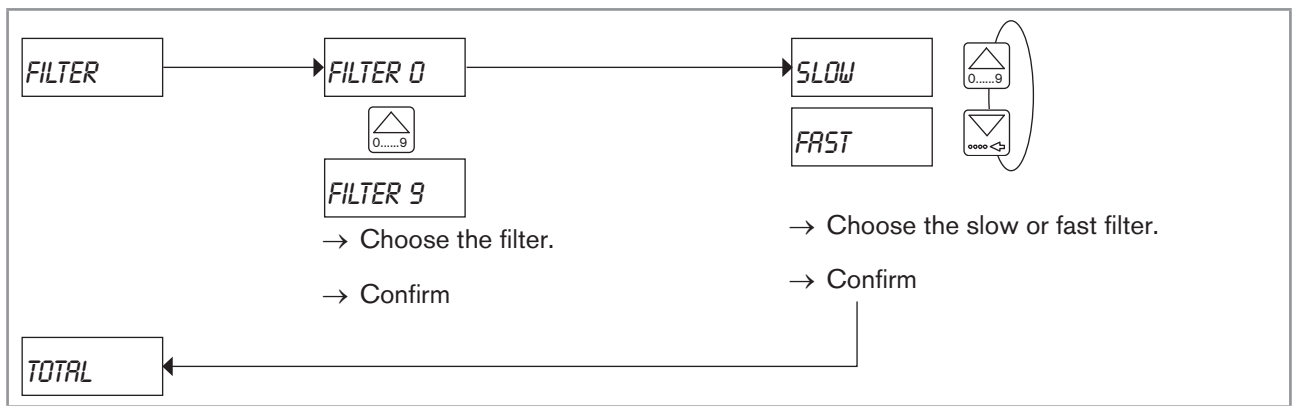 FILTER
FILTER 0
0......9
FILTER 9
→ Choose the filter.
→ Confirm
SLOW
FAST
0......9
→ Choose the slow or fast filter.
→ Confirm
TOTAL